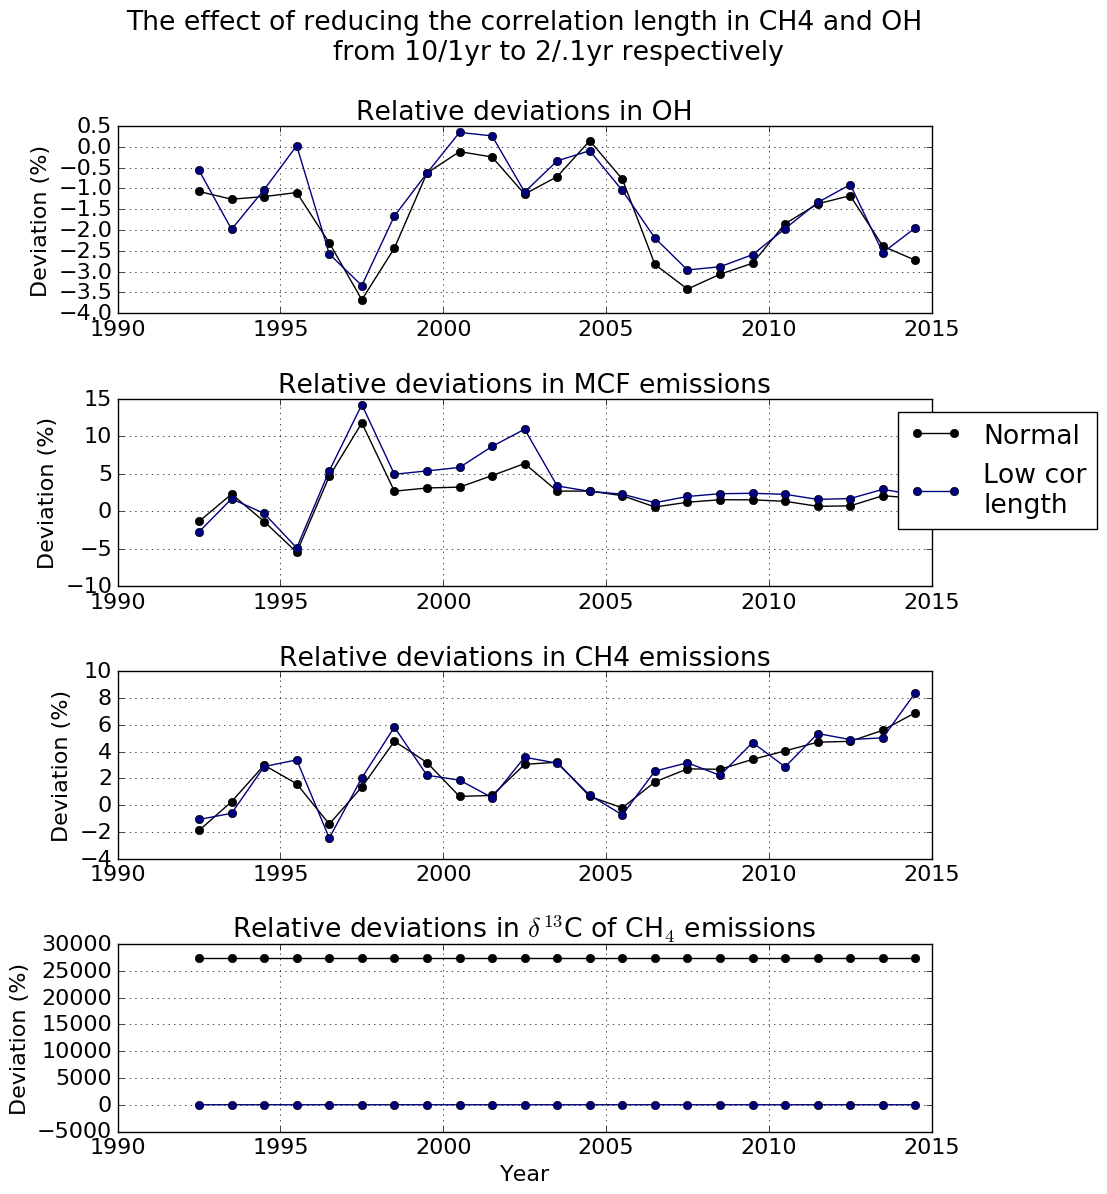 The effect of reducing the correlation length in CH4 and OH
from 10/1yr to 2/.1yr respectively
Relative deviations in OH
Deviation (%)
0.5
0.0
−0.5
−1.0
−1.5
−2.0
−2.5
−3.0
−3.5
−4.0
1990 1995 2000 2005 2010 2015
Relative deviations in MCF emissions
Deviation (%)
15
10
5
0
−5
−10
1990 1995 2000 2005 2010 2015
Normal
Low cor
length
Relative deviations in CH4 emissions
Deviation (%)
10
8
6
4
2
0
−2
−4
1990 1995 2000 2005 2010 2015
Relative deviations in δ¹³C of CH₄ emissions
Deviation (%)
30000
25000
20000
15000
10000
5000
0
−5000
1990 1995 2000 2005 2010 2015
Year